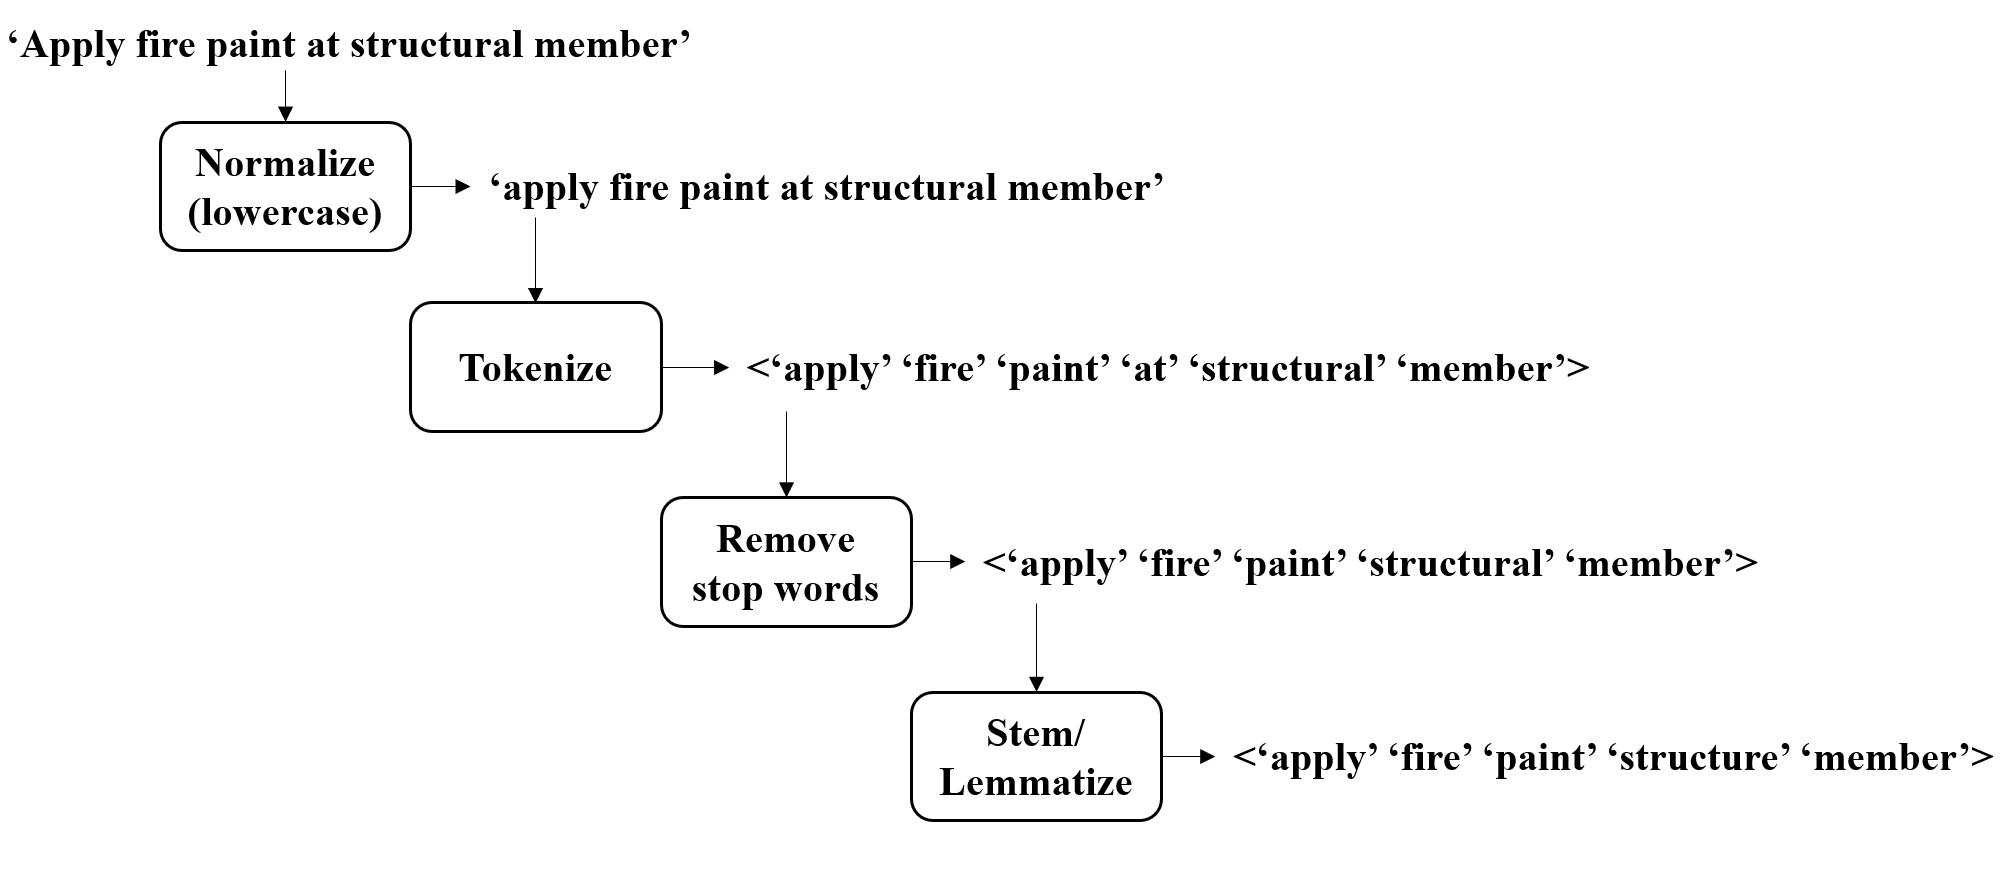 ‘Apply fire paint at structural member’
Normalize
(lowercase)
‘apply fire paint at structural member’
Tokenize
<‘apply’ ‘fire’ ‘paint’ ‘at’ ‘structural’ ‘member’>
Remove
stop words
<‘apply’ ‘fire’ ‘paint’ ‘structural’ ‘member’>
Stem/
Lemmatize
<‘apply’ ‘fire’ ‘paint’ ‘structure’ ‘member’>